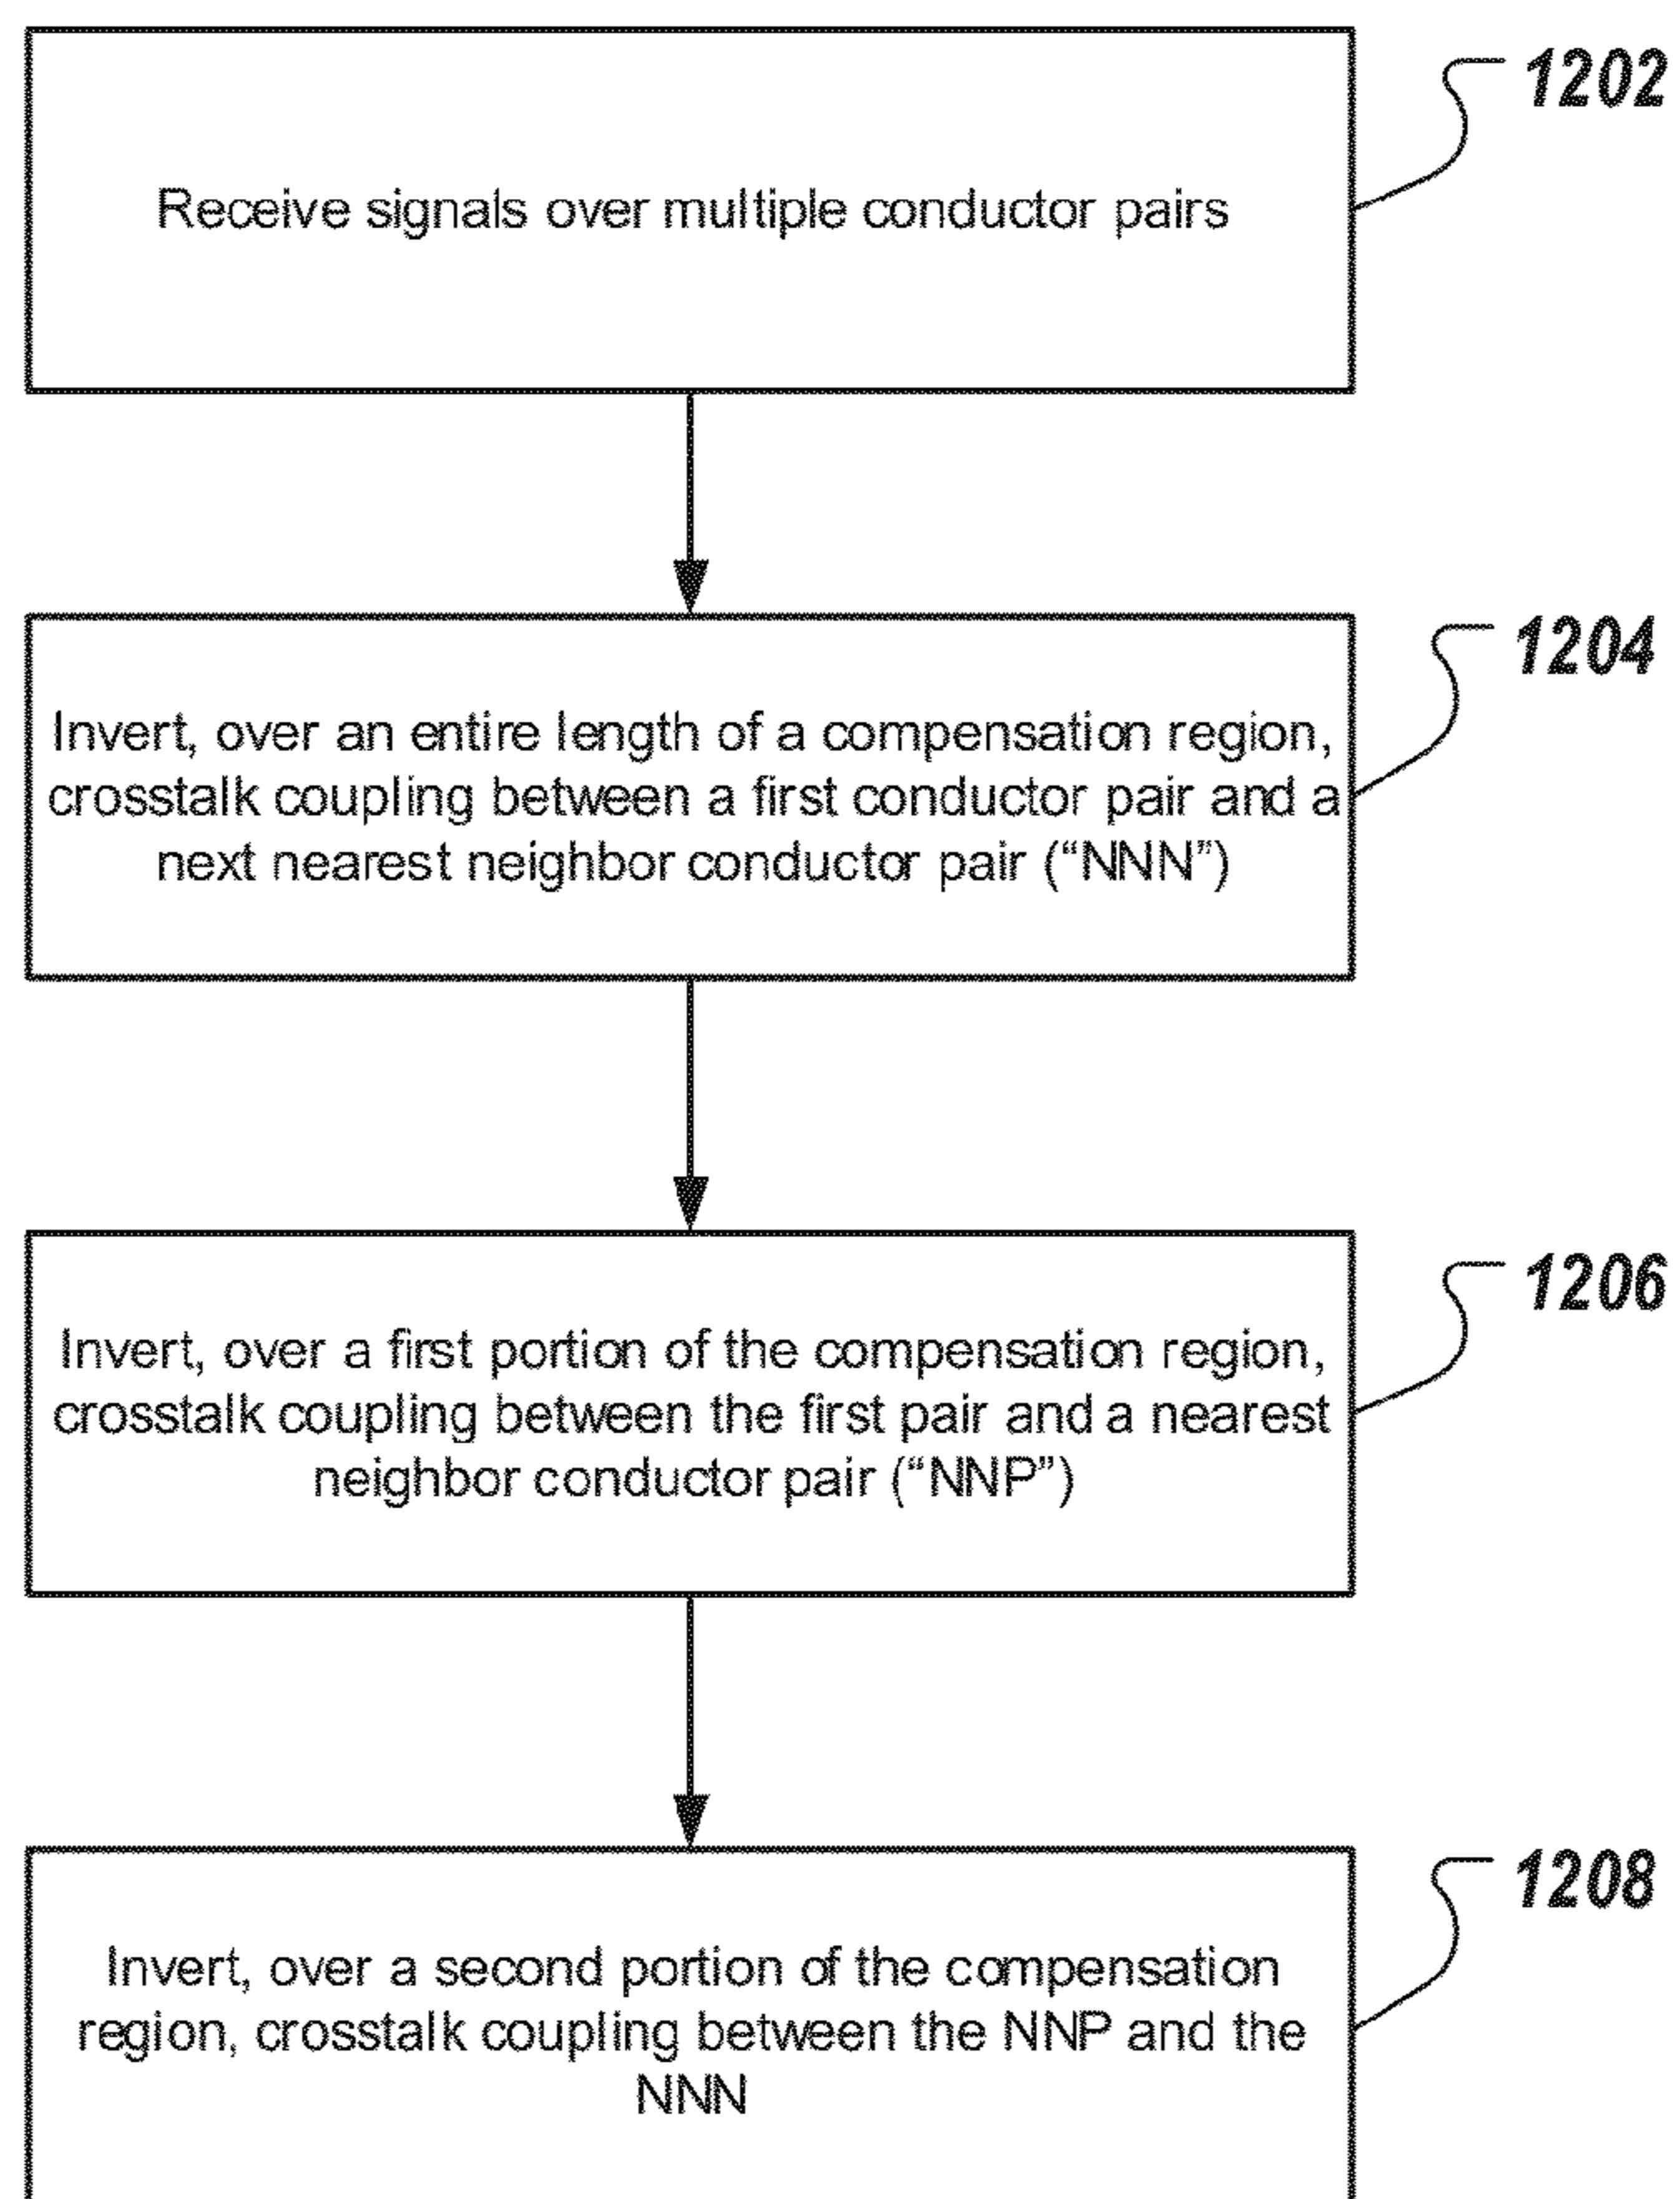 1202
Receive signals over multiple conductor pairs
1204
Invert, over an entire length of a compensation region,
crosstalk coupling between a first conductor pair and a
next nearest neighbor conductor pair (“NNN”)
1206
Invert, over a first portion of the compensation region,
crosstalk coupling between the first pair and a nearest
neighbor conductor pair (“NNP”)
1208
Invert, over a second portion of the compensation
region, crosstalk coupling between the NNP and the
NNN